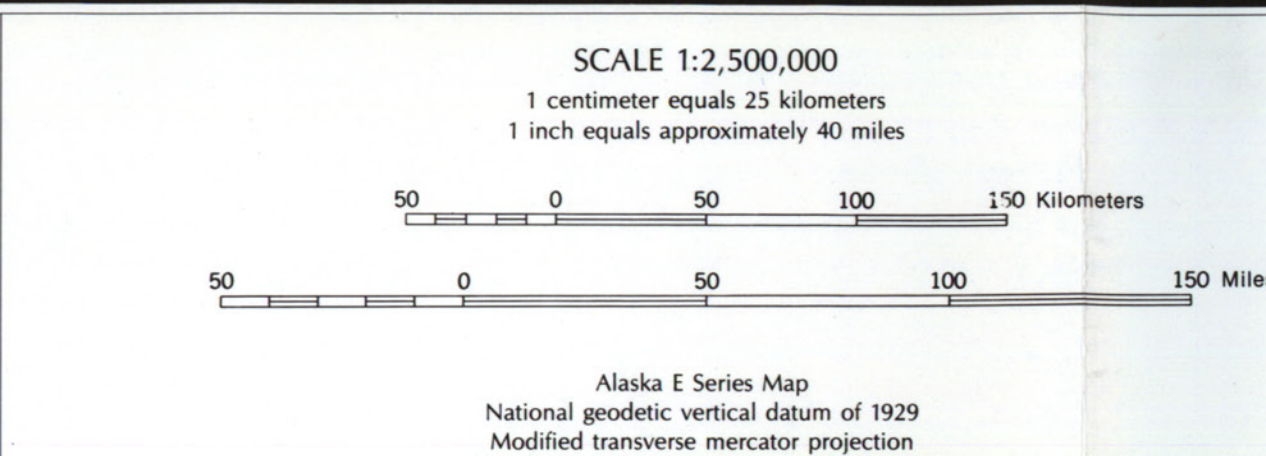 SCALE 1:2,500,000
1 centimeter equals 25 kilometers
1 inch equals approximately 40 miles
50 0 50 100 150 Kilometers
50 0 50 100 150 Mile
Alaska E Series Map
National geodetic vertical datum of 1929
Modified transverse mercator projection